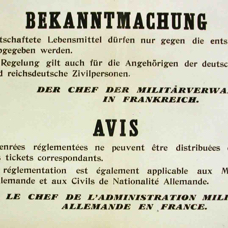 BEKANNTMACHUNG
tschaftete Lebensmittel dürfen nur gegen die ents
bgegeben werden.
Regelung gilt auch für die Angehörigen der deutsc
d reichsdeutsche Zivilpersonen.
DER CHEF DER MILITÄRVERWA
IN FRANKREICH.
AVIS
enrées réglementées ne peuvent être distribuées
s tickets correspondants.
réglementation est également applicable aux M
llemande et aux Civils de Nationalité Allemande.
LE CHEF DE L'ADMINISTRATION MILI
ALLEMANDE EN FRANCE.